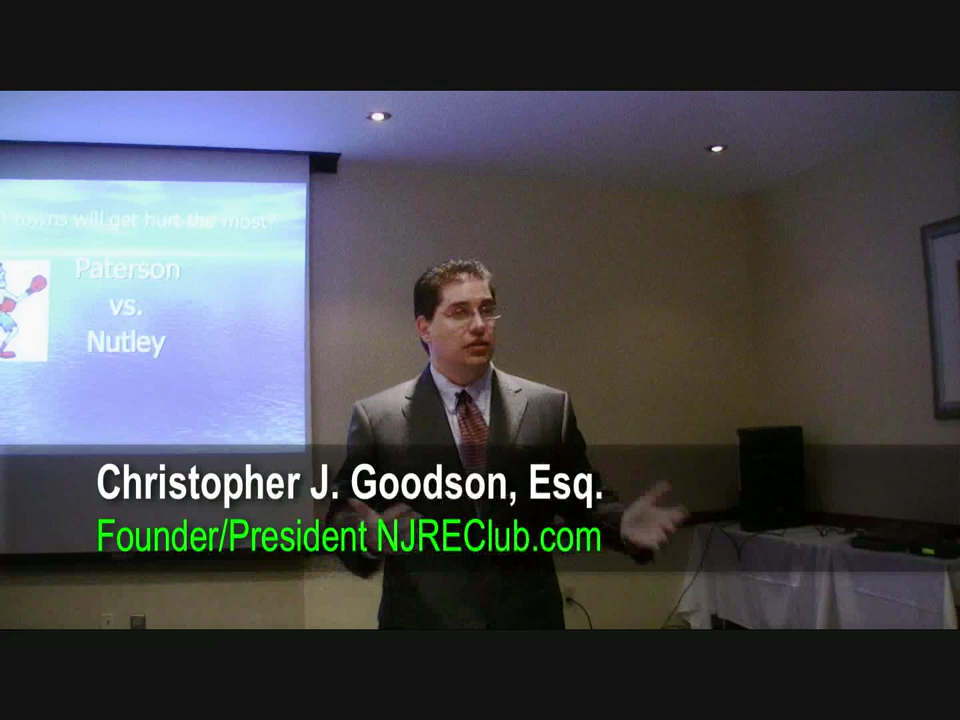 towns will get hurt the most?
Paterson
vs.
Nutley
Christopher J. Goodson, Esq.
Founder/President NJREClub.com